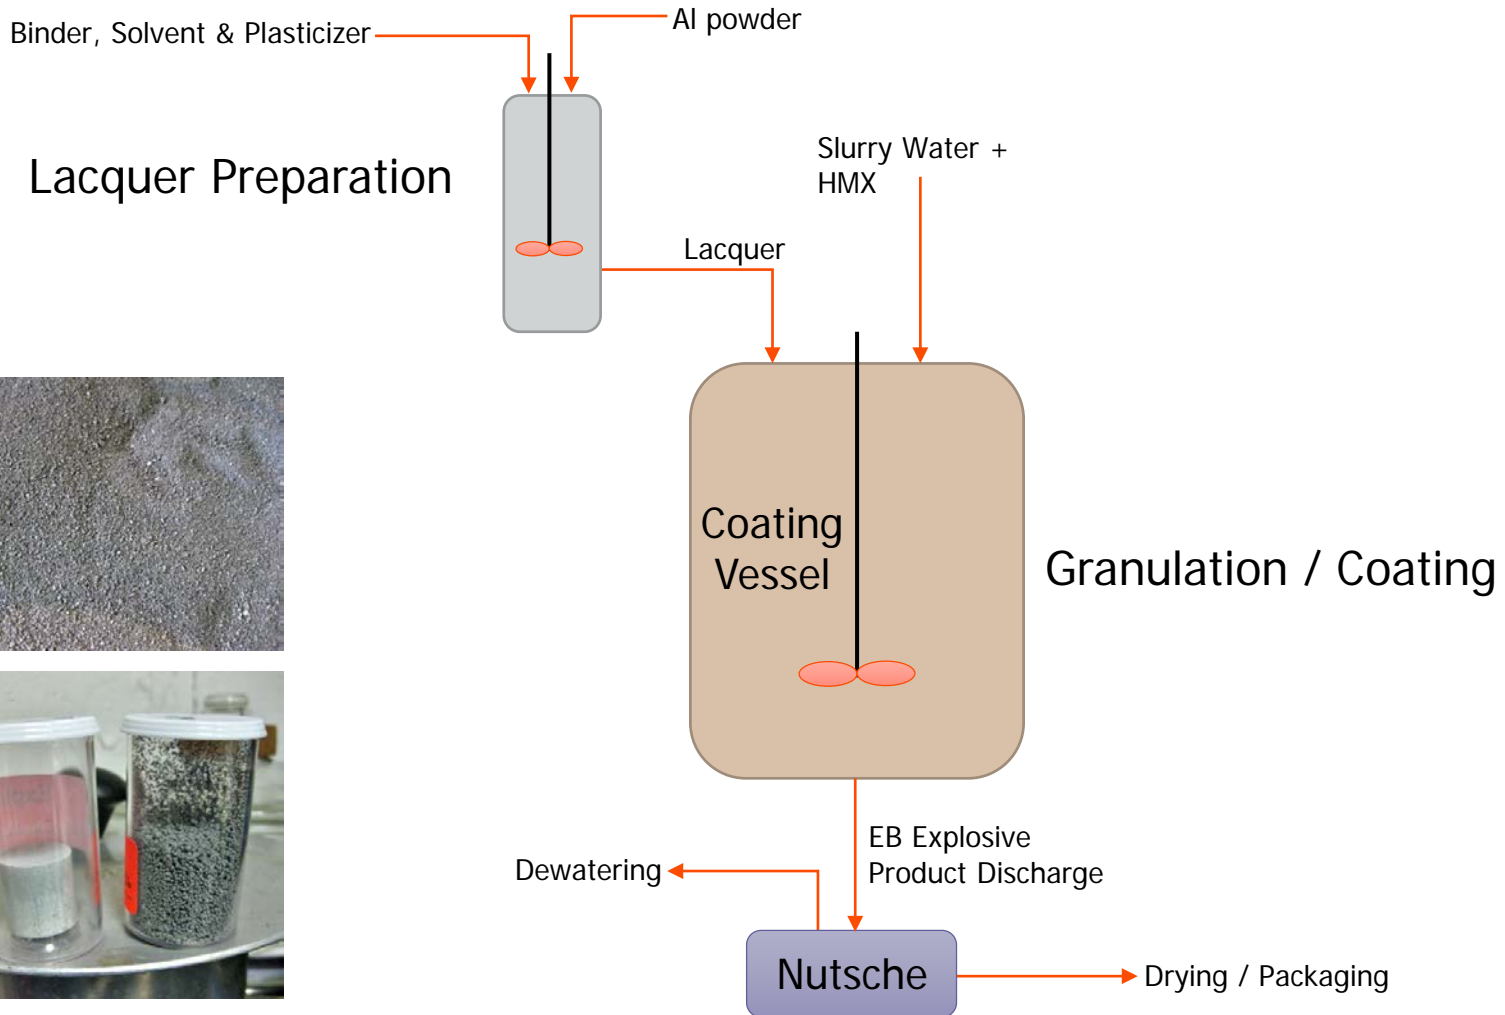 Binder, Solvent & Plasticizer
Al powder
Lacquer Preparation
Slurry Water +
HMX
Lacquer
Coating
Vessel
Granulation / Coating
EB Explosive
Product Discharge
Dewatering
Nutsche
Drying / Packaging